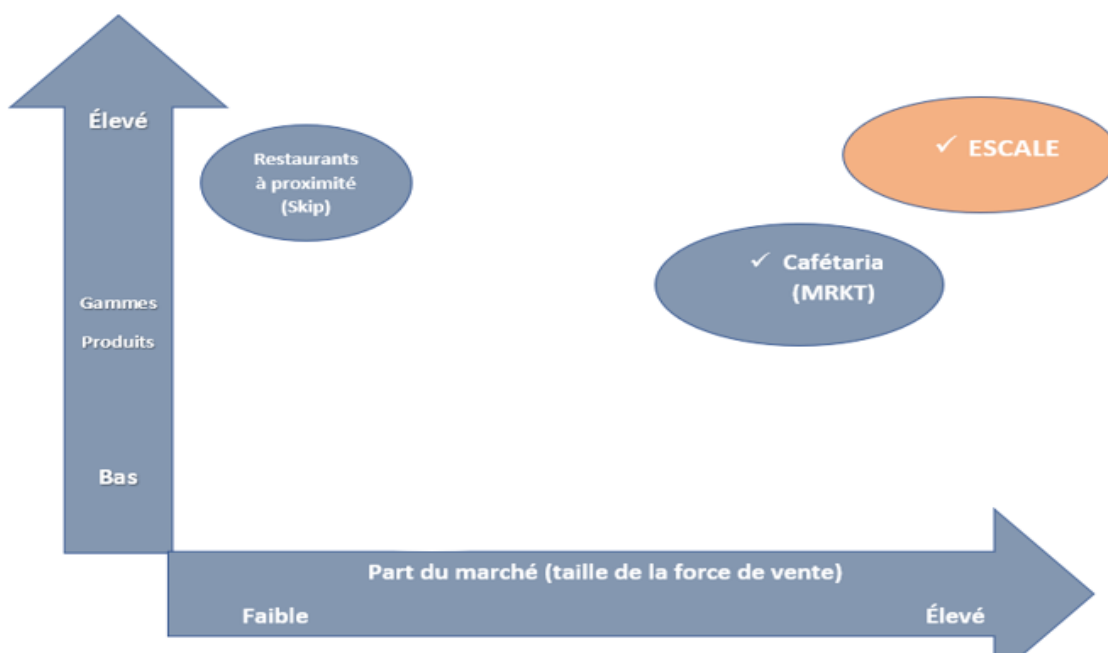 Élevé
Restaurants
à proximité
(Skip)
✓ ESCALE
✓ Cafétaria
(MRKT)
Gammes
Produits
Bas
Part du marché (taille de la force de vente)
Faible
Élevé